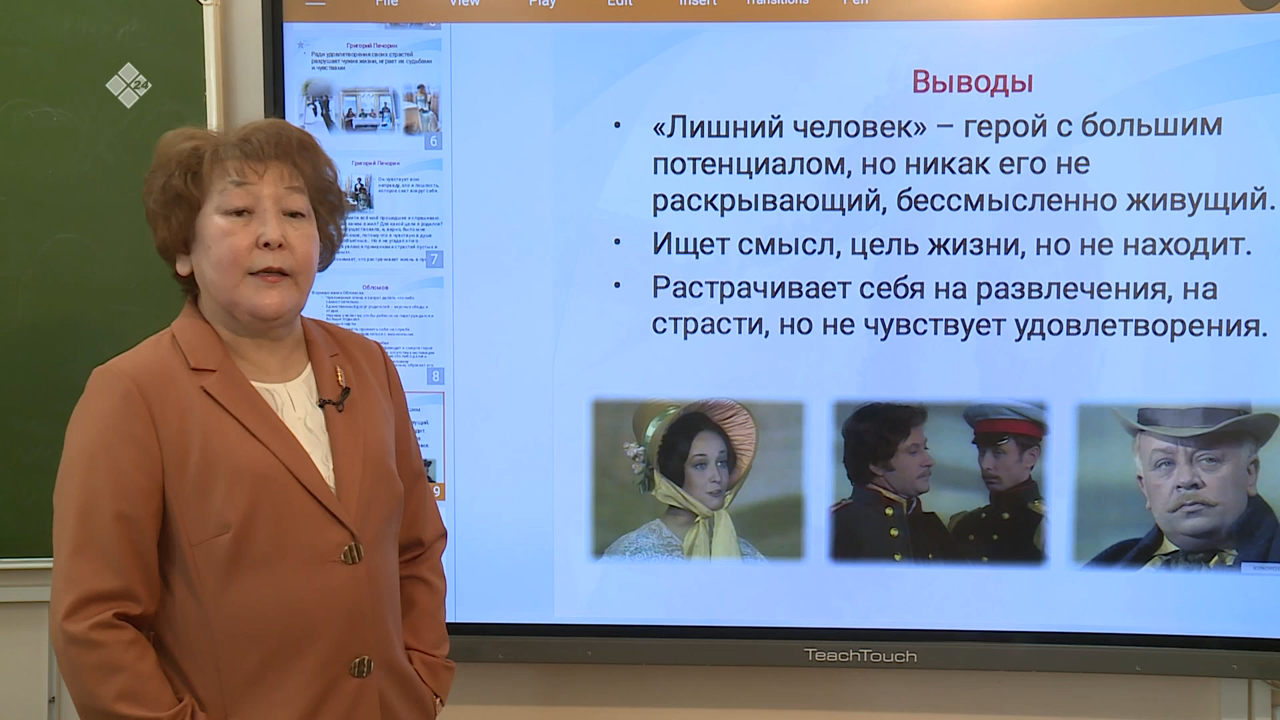 File View Play Edit Insert Transitions Pen
x24
Григорий Печорин
Ради удовлетворения своих страстей
разрушает чужие жизни, играет их судьбами
и чувствами
6
Григорий Печорин
7
Обломов
8
9
Выводы
• «Лишний человек» – герой с большим
потенциалом, но никак его не
раскрывающий, бессмысленно живущий.
• Ищет смысл, цель жизни, но не находит.
• Растрачивает себя на развлечения, на
страсти, но не чувствует удовлетворения.
TeachTouch